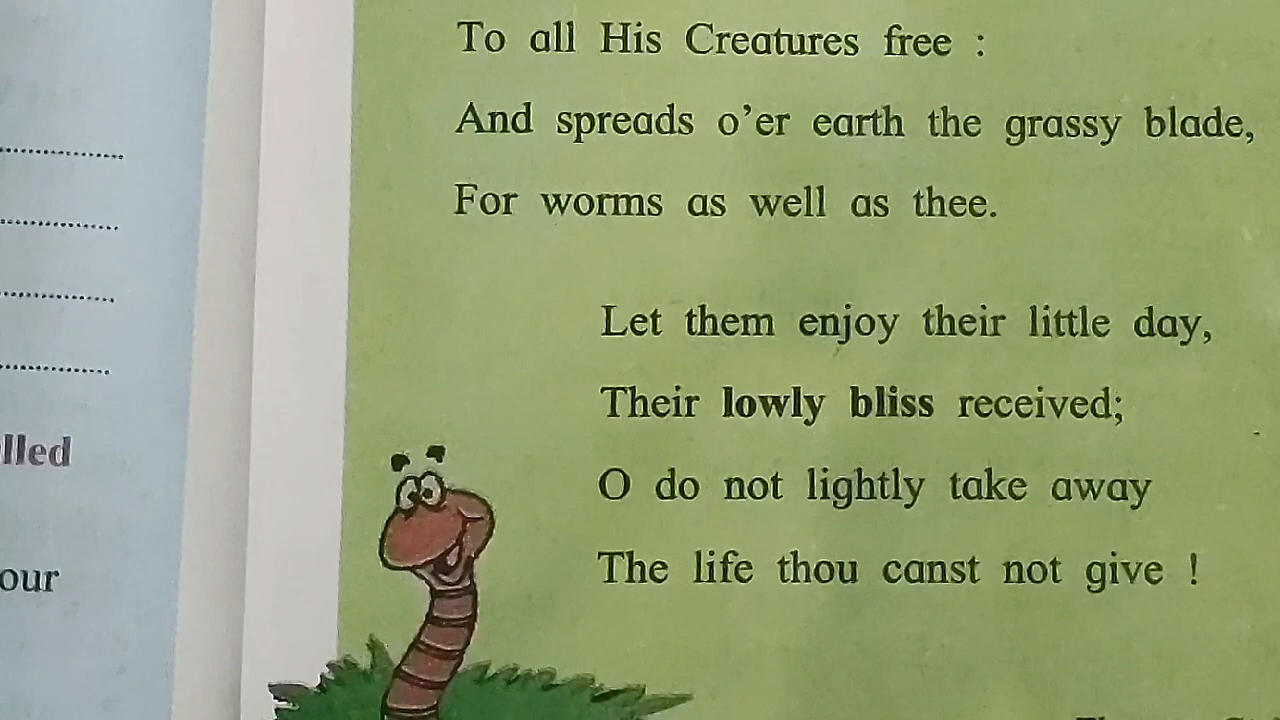 To all His Creatures free :
And spreads o'er earth the grassy blade,
For worms as well as thee.
Let them enjoy their little day,
Their lowly bliss received;
O do not lightly take away
The life thou canst not give !
lled
our